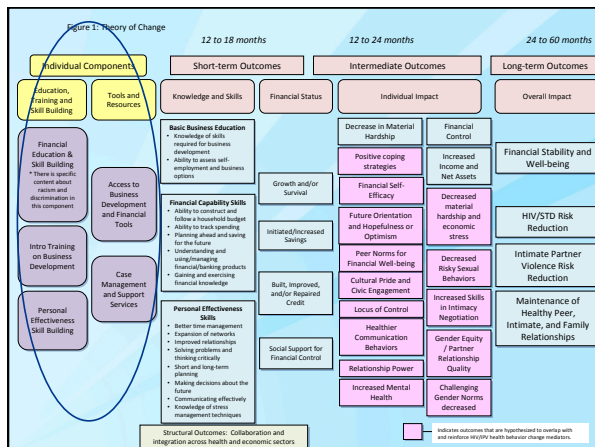 Figure 1: Theory of Change
12 to 18 months
12 to 24 months
24 to 60 months
Individual Components
Short-term Outcomes
Intermediate Outcomes
Long-term Outcomes
Education,
Training and
Skill Building
Tools and
Resources
Knowledge and Skills
Financial Status
Individual Impact
Overall Impact
Financial
Education &
Skill Building
* There is specific
content about
racism and
discrimination in
this component
Intro Training
on Business
Development
Personal
Effectiveness
Skill Building
Access to
Business
Development
and Financial
Tools
Case
Management
and Support
Services
Basic Business Education
• Knowledge of skills
required for business
development
• Ability to assess self-
employment and business
options
Financial Capability Skills
• Ability to construct and
follow a household budget
• Ability to track spending
• Planning ahead and saving
for the future
• Understanding and
using/managing
financial/banking products
• Gaining and exercising
financial knowledge
Personal Effectiveness
Skills
• Better time management
• Expansion of networks
• Improved relationships
• Solving problems and
thinking critically
• Short and long-term
planning
• Making decisions about the
future
• Communicating effectively
• Knowledge of stress
management techniques
Growth and/or
Survival
Initiated/Increased
Savings
Built, Improved,
and/or Repaired
Credit
Social Support for
Financial Control
Decrease in Material
Hardship
Positive coping
strategies
Financial Self-
Efficacy
Future Orientation
and Hopefulness or
Optimism
Peer Norms for
Financial Well-being
Cultural Pride and
Civic Engagement
Locus of Control
Healthier
Communication
Behaviors
Relationship Power
Increased Mental
Health
Financial
Control
Increased
Income and
Net Assets
Decreased
material
hardship and
economic
stress
Decreased
Risky Sexual
Behaviors
Increased Skills
in Intimacy
Negotiation
Gender Equity
/ Partner
Relationship
Quality
Challenging
Gender Norms
decreased
Financial Stability and
Well-being
HIV/STD Risk
Reduction
Intimate Partner
Violence Risk
Reduction
Maintenance of
Healthy Peer,
Intimate, and Family
Relationships
Structural Outcomes: Collaboration and
integration across health and economic sectors
indicates outcomes that are hypothesized to overlap with
and reinforce HIV/IPV health behavior change mediators.